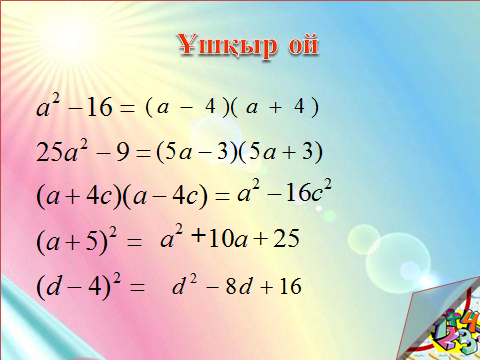 Ұшқыр ой
a² − 16 = ( a − 4 )( a + 4 )
25a² − 9 = (5a − 3)(5a + 3)
(a + 4c)(a − 4c) = a² − 16c²
(a + 5)² = a² + 10a + 25
(d − 4)² = d² − 8d + 16